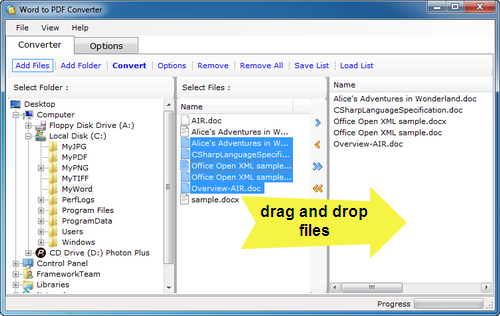 Word to PDF Converter
File View Help
Converter Options
Add Files Add Folder Convert Options Remove Remove All Save List Load List
Select Folder :
Desktop
Computer
Floppy Disk Drive (A:)
Local Disk (C:)
MyJPG
MyPDF
MyPNG
MyTIFF
MyWord
PerfLogs
Program Files
ProgramData
Users
Windows
CD Drive (D:) Photon Plus
Control Panel
FrameworkTeam
Libraries
Select Files :
Name
AIR.doc
Alice's Adventures in W...
Alice's Adventures in W...
CSharpLanguageSpecifi...
Office Open XML sample...
Office Open XML sample...
Overview-AIR.doc
sample.docx
Name
Alice's Adventures in Wonderland.doc
CSharpLanguageSpecification.doc
Office Open XML sample.docx
Office Open XML sample.doc
Overview-AIR.doc
drag and drop
files
Progress